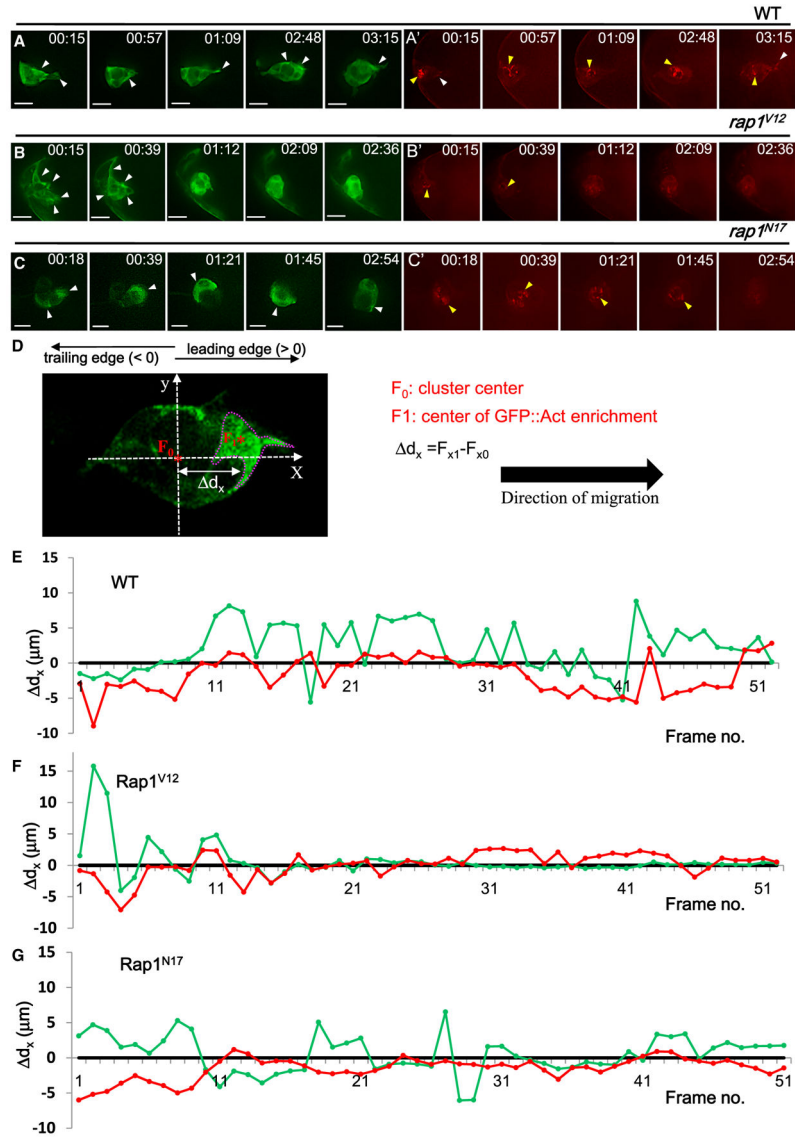 WT
A 00:15 00:57 01:09 02:48 03:15 A' 00:15 00:57 01:09 02:48 03:15
rap1V12
B 00:15 00:39 01:12 02:09 02:36 B' 00:15 00:39 01:12 02:09 02:36
rap1N17
C 00:18 00:39 01:21 01:45 02:54 C' 00:18 00:39 01:21 01:45 02:54
D
trailing edge (< 0) leading edge (> 0)
y
F0
F1
X
Δdx
F0: cluster center
F1: center of GFP::Act enrichment
Δdx =Fx1-Fx0
Direction of migration
E
WT
Δdx (µm)
15
10
5
0
-5
-10
1 11 21 31 41 51
Frame no.
F
Rap1V12
Δdx (µm)
15
10
5
0
-5
-10
1 11 21 31 41 51
Frame no.
G
Rap1N17
Δdx (µm)
15
10
5
0
-5
-10
1 11 21 31 41 51
Frame no.